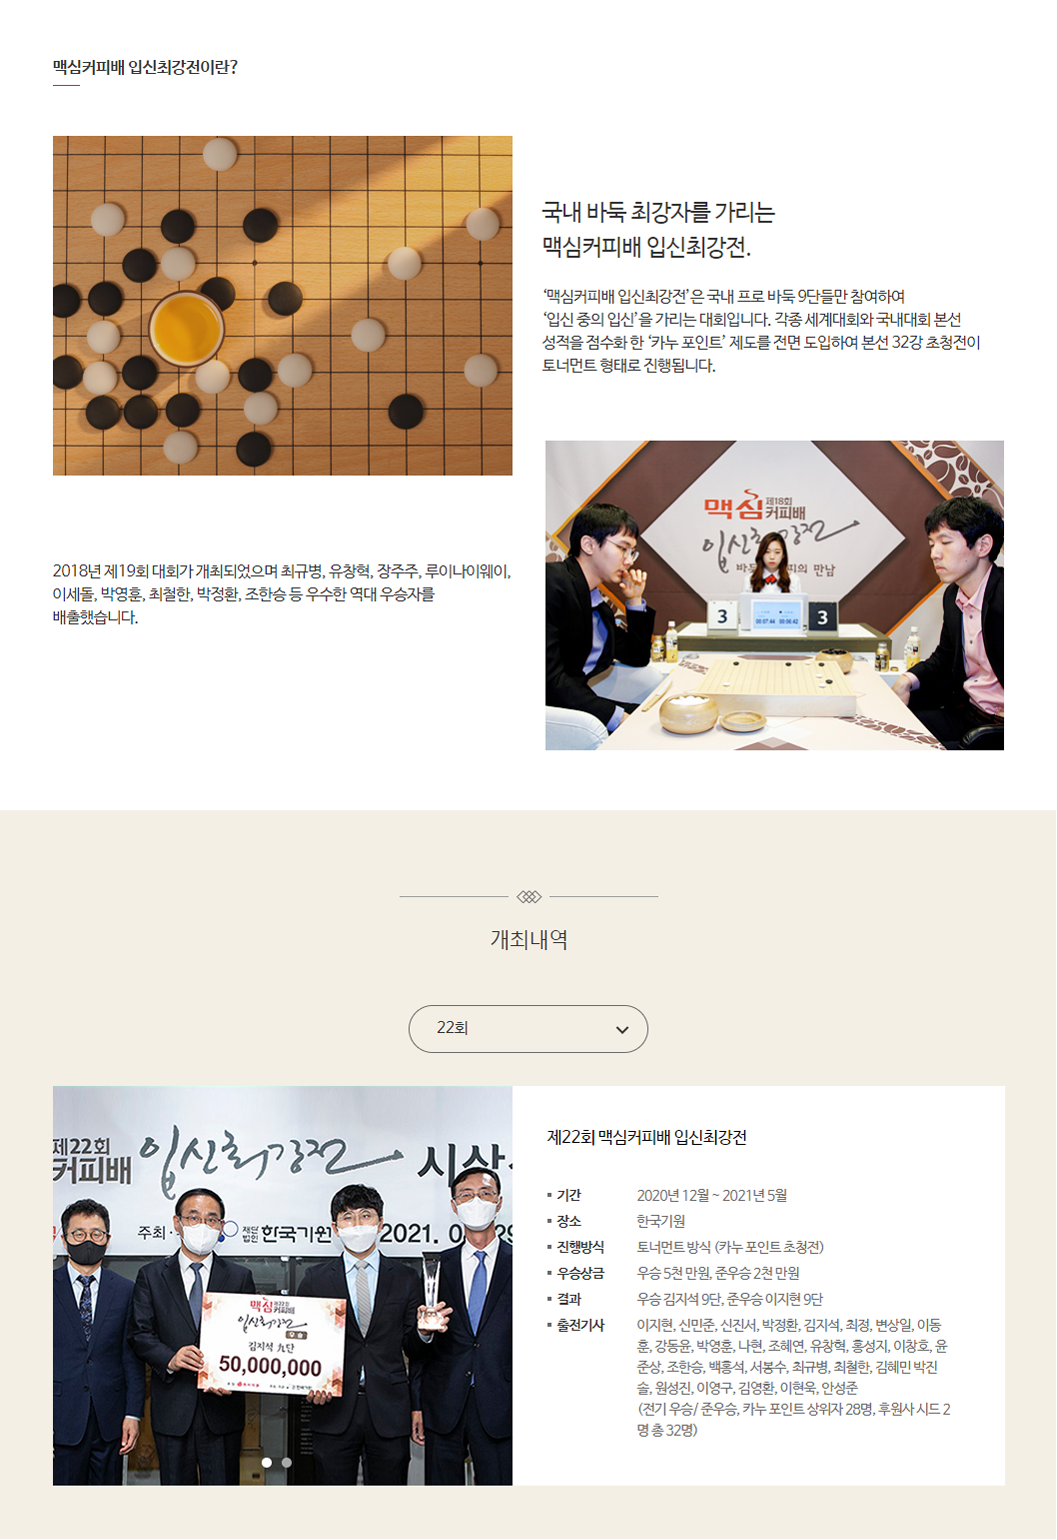 맥심커피배 입신최강전이란?
국내 바둑 최강자를 가리는
맥심커피배 입신최강전.
‘맥심커피배 입신최강전’은 국내 프로 바둑 9단들만 참여하여
‘입신 중의 입신’을 가리는 대회입니다. 각종 세계대회와 국내대회 본선
성적을 점수화 한 ‘카누 포인트’ 제도를 전면 도입하여 본선 32강 초청전이
토너먼트 형태로 진행됩니다.
맥심 제18회
커피배
입신최강전
바둑 피의 만남
3
00:07:44 00:06:42
3
2018년 제19회 대회가 개최되었으며 최규병, 유창혁, 장주주, 루이나이웨이,
이세돌, 박영훈, 최철한, 박정환, 조한승 등 우수한 역대 우승자를
배출했습니다.
개최내역
22회
제22회
커피배
입신최강전 시상
주최·
재단
법인 한국기원
2021. 0 29
맥심 제22회
커피배
입신최강전
우승
김지석 九단
50,000,000
제22회 맥심커피배 입신최강전
기간 2020년 12월 ~ 2021년 5월
장소 한국기원
진행방식 토너먼트 방식 (카누 포인트 초청전)
우승상금 우승 5천 만원, 준우승 2천 만원
결과 우승 김지석 9단, 준우승 이지현 9단
출전기사 이지현, 신민준, 신진서, 박정환, 김지석, 최정, 변상일, 이동
훈, 강동윤, 박영훈, 나현, 조혜연, 유창혁, 홍성지, 이창호, 윤
준상, 조한승, 백홍석, 서봉수, 최규병, 최철한, 김혜민 박진
솔, 원성진, 이영구, 김영환, 이현욱, 안성준
(전기 우승/ 준우승, 카누 포인트 상위자 28명, 후원사 시드 2
명 총 32명)